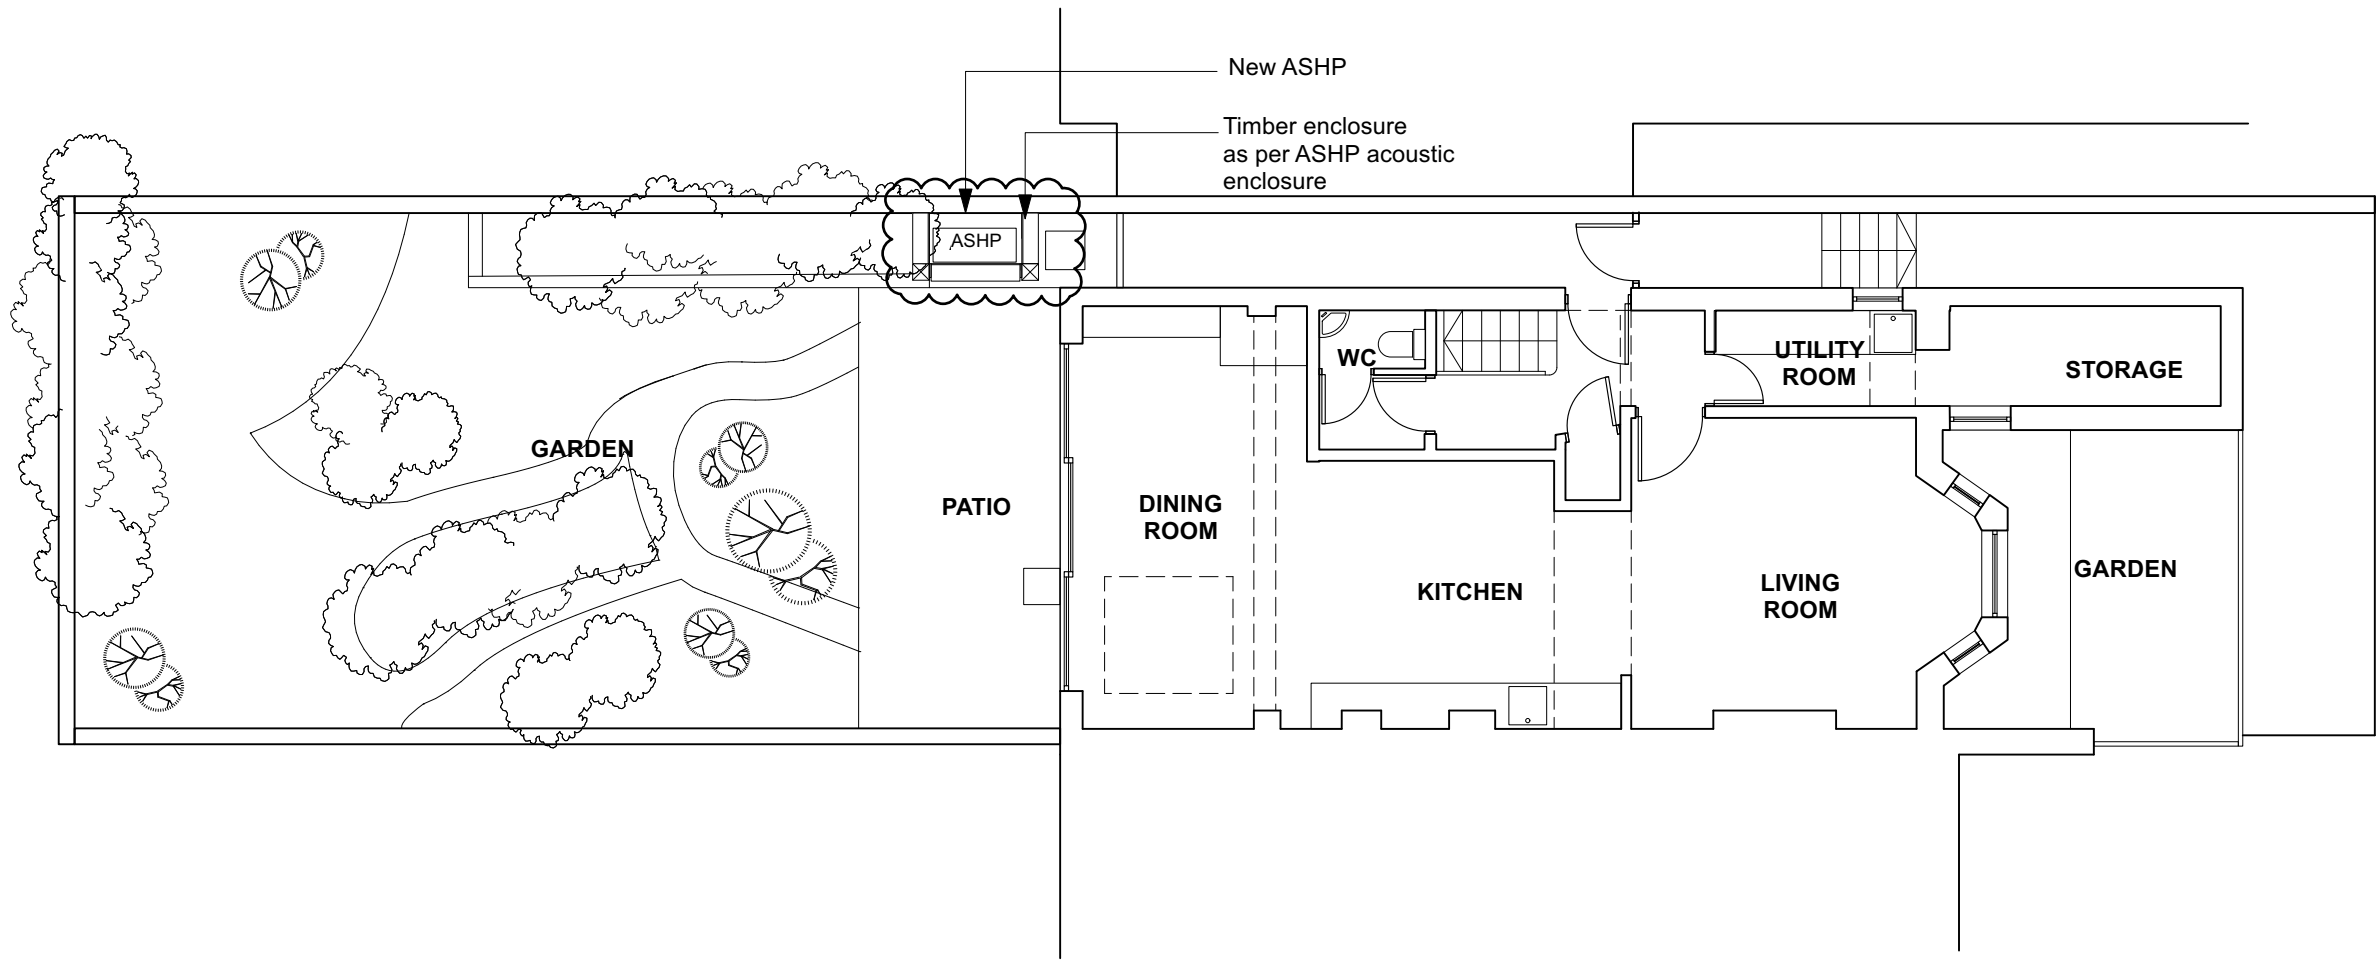 New ASHP
Timber enclosure
as per ASHP acoustic
enclosure
ASHP
WC
UTILITY
ROOM
STORAGE
GARDEN
PATIO
DINING
ROOM
KITCHEN
LIVING
ROOM
GARDEN